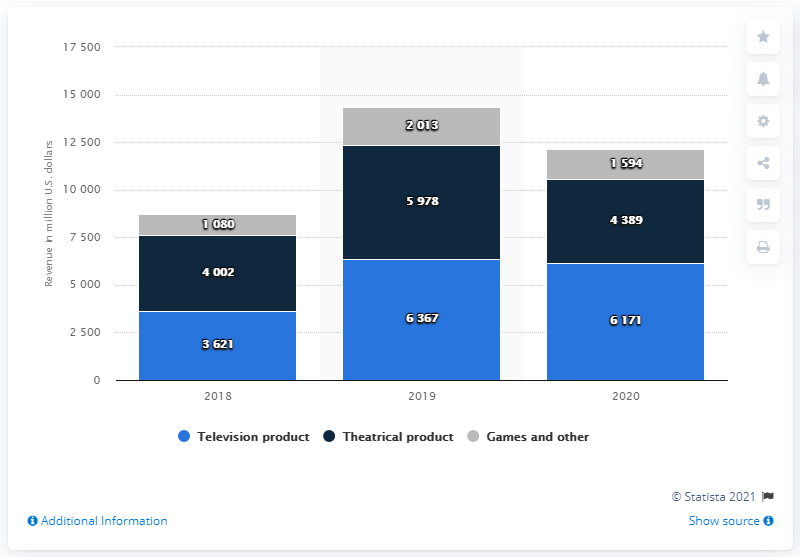 17 500
15 000
12 500
10 000
7 500
5 000
2 500
0
Revenue in million U.S. dollars
2 013
5 978
6 367
1 594
4 389
6 171
1 080
4 002
3 621
2018
2019
2020
Television product
Theatrical product
Games and other
© Statista 2021
Additional Information
Show source